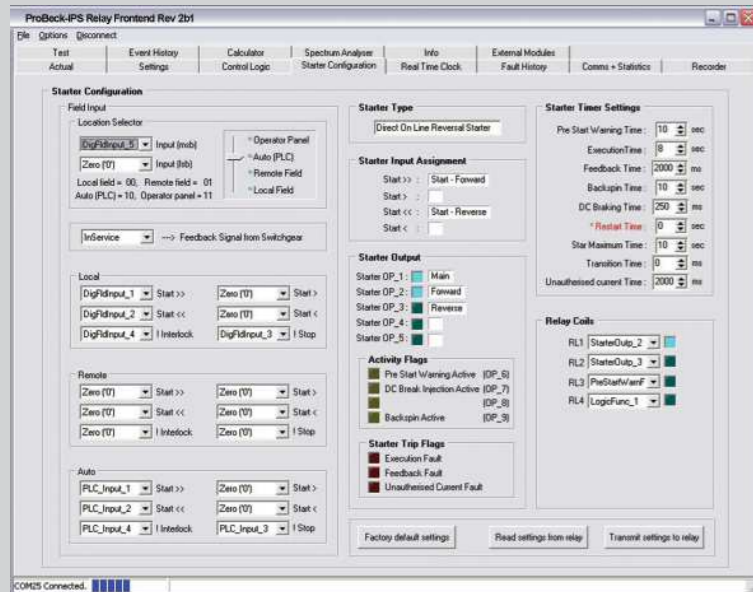 ProBeck-IPS Relay Frontend Rev 2b1
File Options Disconnect
Test Event History Calculator Spectrum Analyser Info External Modules
Actual Settings Control Logic Starter Configuration Real Time Clock Fault History Comms + Statistics Recorder
Starter Configuration
Field Input
Location Selector
DigFldInput_5 Input (msb)
Zero ('0') Input (lsb)
Local field = 00, Remote field = 01
Auto (PLC) = 10, Operator panel = 11
* Operator Panel
* Auto (PLC)
* Remote Field
* Local Field
InService ---> Feedback Signal from Switchgear
Local
DigFldInput_1 Start >> Zero ('0') Start >
DigFldInput_2 Start << Zero ('0') Start <
DigFldInput_4 ! Interlock DigFldInput_3 ! Stop
Remote
Zero ('0') Start >> Zero ('0') Start >
Zero ('0') Start << Zero ('0') Start <
Zero ('0') ! Interlock Zero ('0') ! Stop
Auto
PLC_Input_1 Start >> Zero ('0') Start >
PLC_Input_2 Start << Zero ('0') Start <
PLC_Input_4 ! Interlock PLC_Input_3 ! Stop
Starter Type
Direct On Line Reversal Starter
Starter Input Assignment
Start >> : Start - Forward
Start > :
Start << : Start - Reverse
Start < :
Starter Output
Starter OP_1 : Main
Starter OP_2 : Forward
Starter OP_3 : Reverse
Starter OP_4 :
Starter OP_5 :
Activity Flags
Pre Start Warning Active (OP_6)
DC Break Injection Active (OP_7)
(OP_8)
Backspin Active (OP_9)
Starter Trip Flags
Execution Fault
Feedback Fault
Unauthorised Current Fault
Starter Timer Settings
Pre Start Warning Time : 10 sec
ExecutionTime : 8 sec
Feedback Time : 2000 ms
Backspin Time : 10 sec
DC Braking Time : 250 ms
* Restart Time : 0 sec
Star Maximum Time : 10 sec
Transition Time : 0 ms
Unauthorised current Time : 2000 ms
Relay Coils
RL1 StarterOutp_2
RL2 StarterOutp_3
RL3 PreStartWarnF
RL4 LogicFunc_1
Factory default settings Read settings from relay Transmit settings to relay
COM25 Connected.